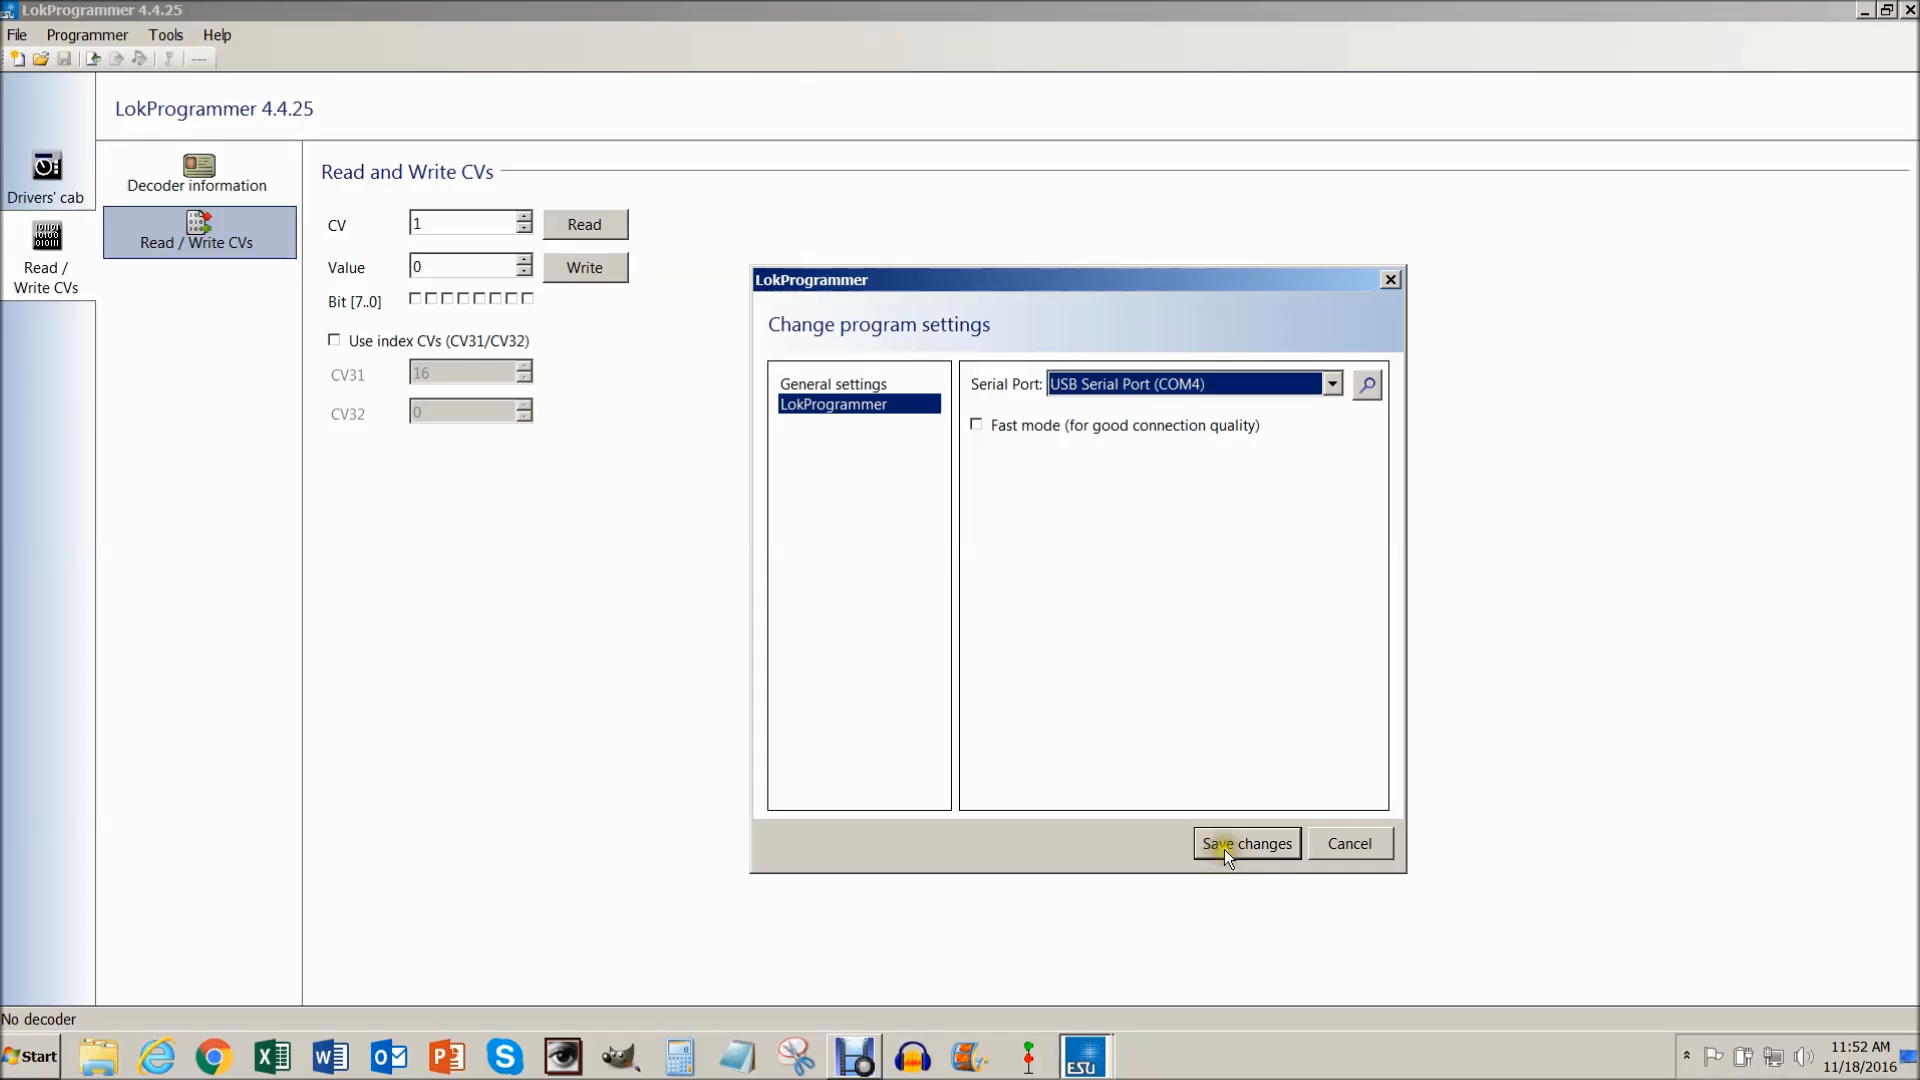 LokProgrammer 4.4.25
File Programmer Tools Help
LokProgrammer 4.4.25
Drivers' cab
Read /
Write CVs
Decoder information
Read / Write CVs
Read and Write CVs
CV 1 Read
Value 0 Write
Bit [7..0]
Use index CVs (CV31/CV32)
CV31 16
CV32 0
LokProgrammer
Change program settings
General settings
LokProgrammer
Serial Port: USB Serial Port (COM4)
Fast mode (for good connection quality)
Save changes Cancel
No decoder
Start
ESU
11:52 AM
11/18/2016